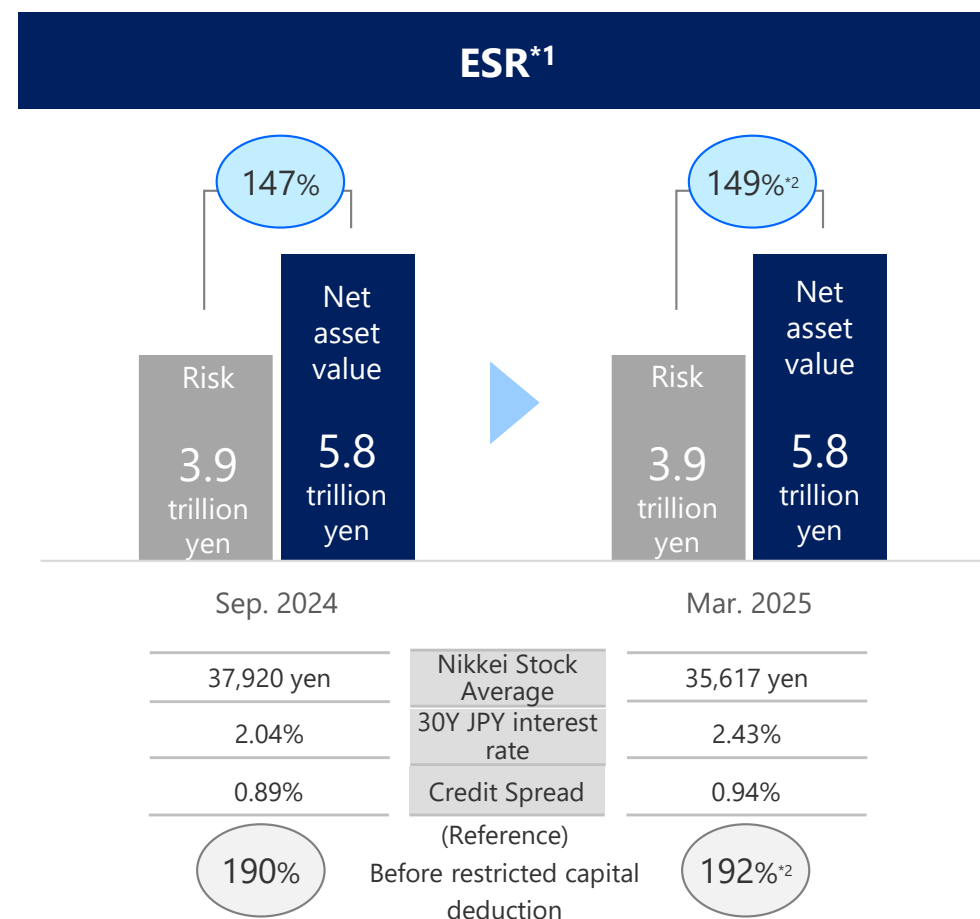 ESR*1
147%
149%*2
Risk
3.9
trillion
yen
Net
asset
value
5.8
trillion
yen
Risk
3.9
trillion
yen
Net
asset
value
5.8
trillion
yen
Sep. 2024
Mar. 2025
37,920 yen
Nikkei Stock
Average
35,617 yen
2.04%
30Y JPY interest
rate
2.43%
0.89%
Credit Spread
0.94%
190%
(Reference)
Before restricted capital
deduction
192%*2